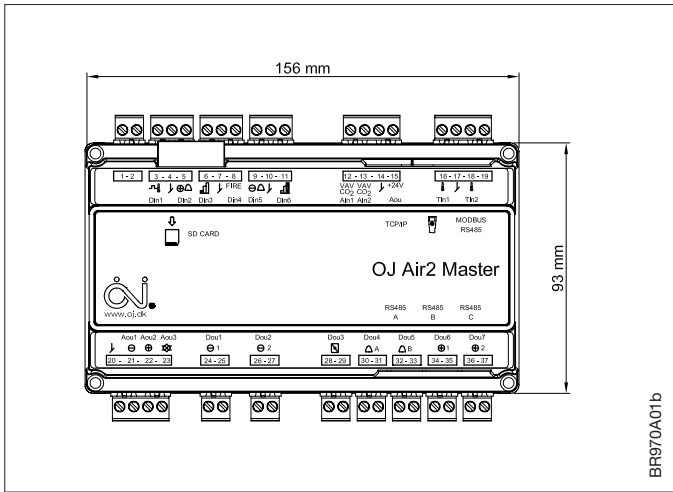 156 mm
1 - 2
3 - 4 - 5
6 - 7 - 8
9 - 10 - 11
12 - 13 - 14 - 15
16 - 17 - 18 - 19
FIRE
VAV VAV +24V
CO2 CO2
DIn1 DIn2 DIn3 DIn4 DIn5 DIn6 AIn1 AIn2 Aou TIn1 TIn2
SD CARD
TCP/IP
MODBUS
RS485
OJ Air2 Master
93 mm
OJ
www.oj.dk
RS485 RS485 RS485
A B C
Aou1 Aou2 Aou3 Dou1 Dou2 Dou3 Dou4 Dou5 Dou6 Dou7
1 2 A B 1 2
20 - 21 - 22 - 23
24 - 25
26 - 27
28 - 29
30 - 31
32 - 33
34 - 35
36 - 37
BR970A01b